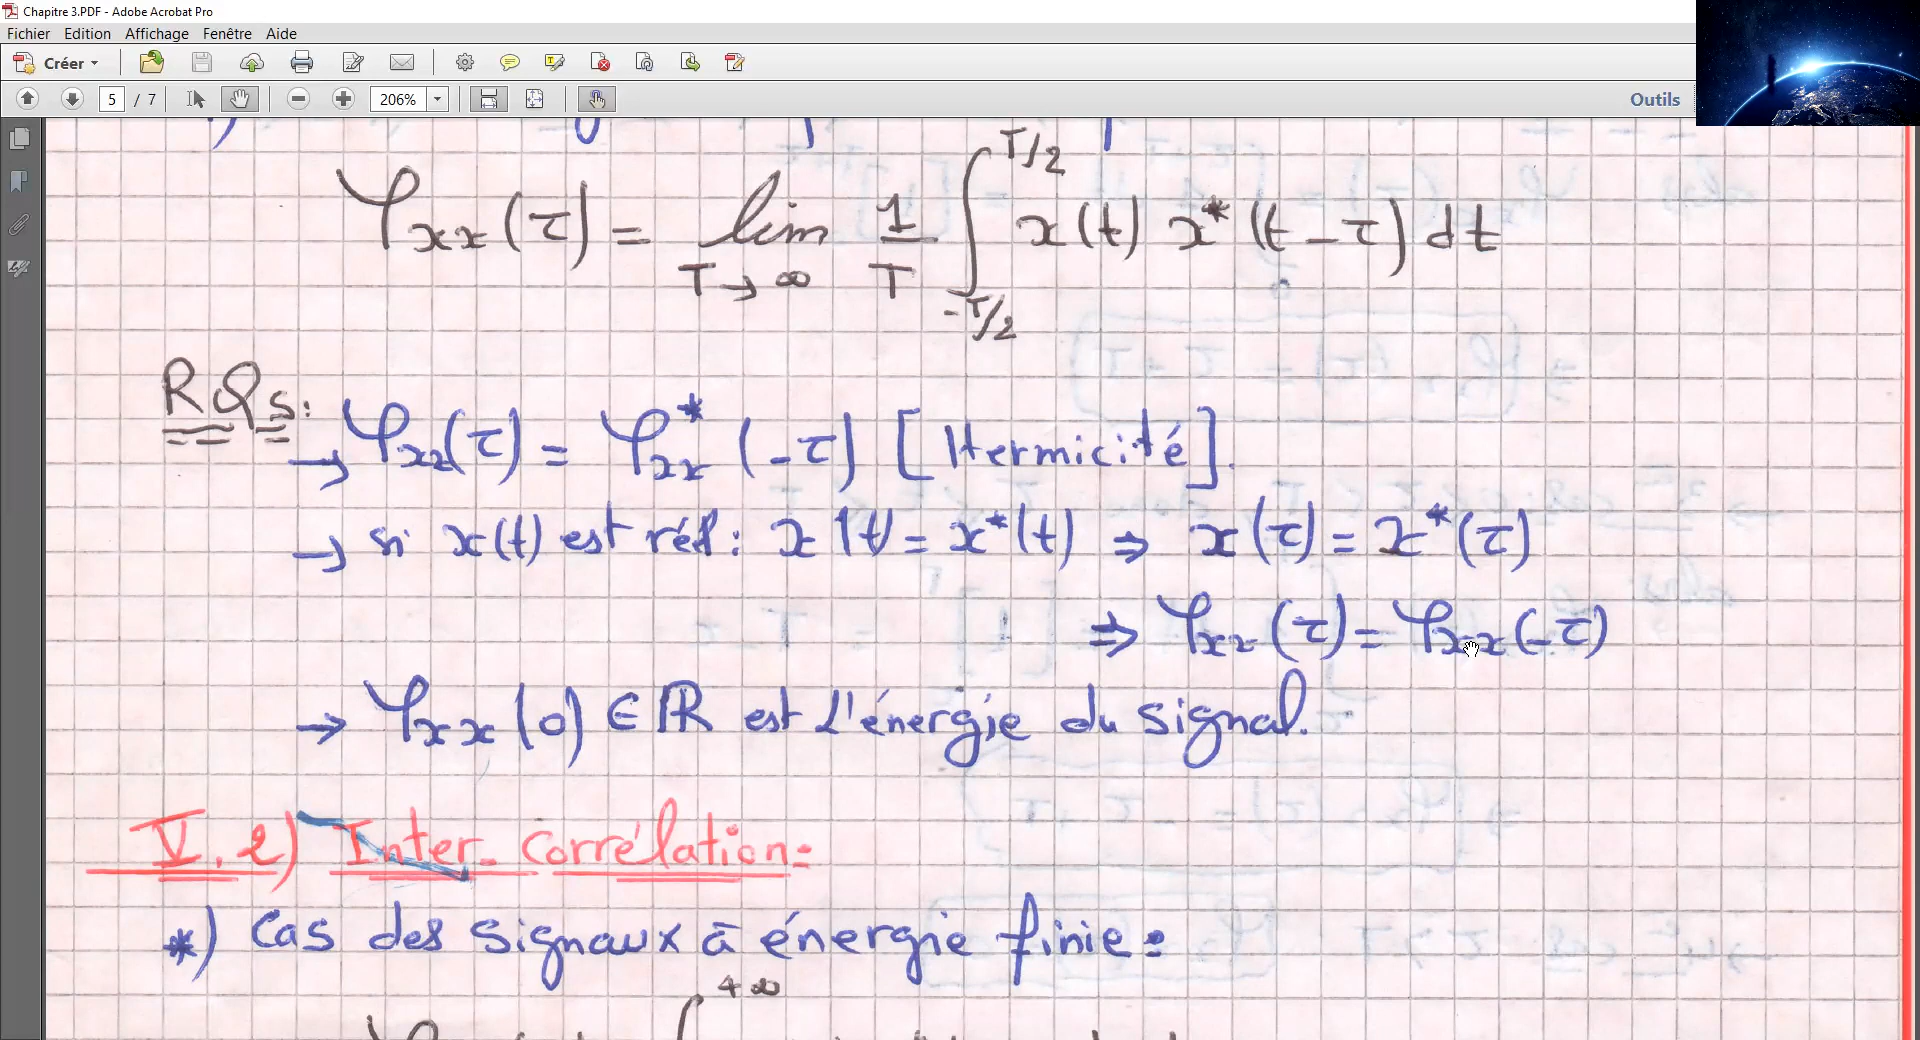 Chapitre 3.PDF - Adobe Acrobat Pro
Fichier Edition Affichage Fenêtre Aide
Créer
5 / 7 206% Outils
φxx(τ) = lim T→∞ 1/T ∫_{-T/2}^{T/2} x(t) x*(t-τ) dt
RQs:
→ φxx(τ) = φxx*(-τ) [Hermicité].
→ si x(t) est réel: x(t) = x*(t) ⇒ x(τ) = x*(τ)
⇒ φxx(τ) = φxx(-τ)
→ φxx(0) ∈ ℝ est l'énergie du signal.
V.2) Inter-corrélation:
*) Cas des signaux à énergie finie:
+∞